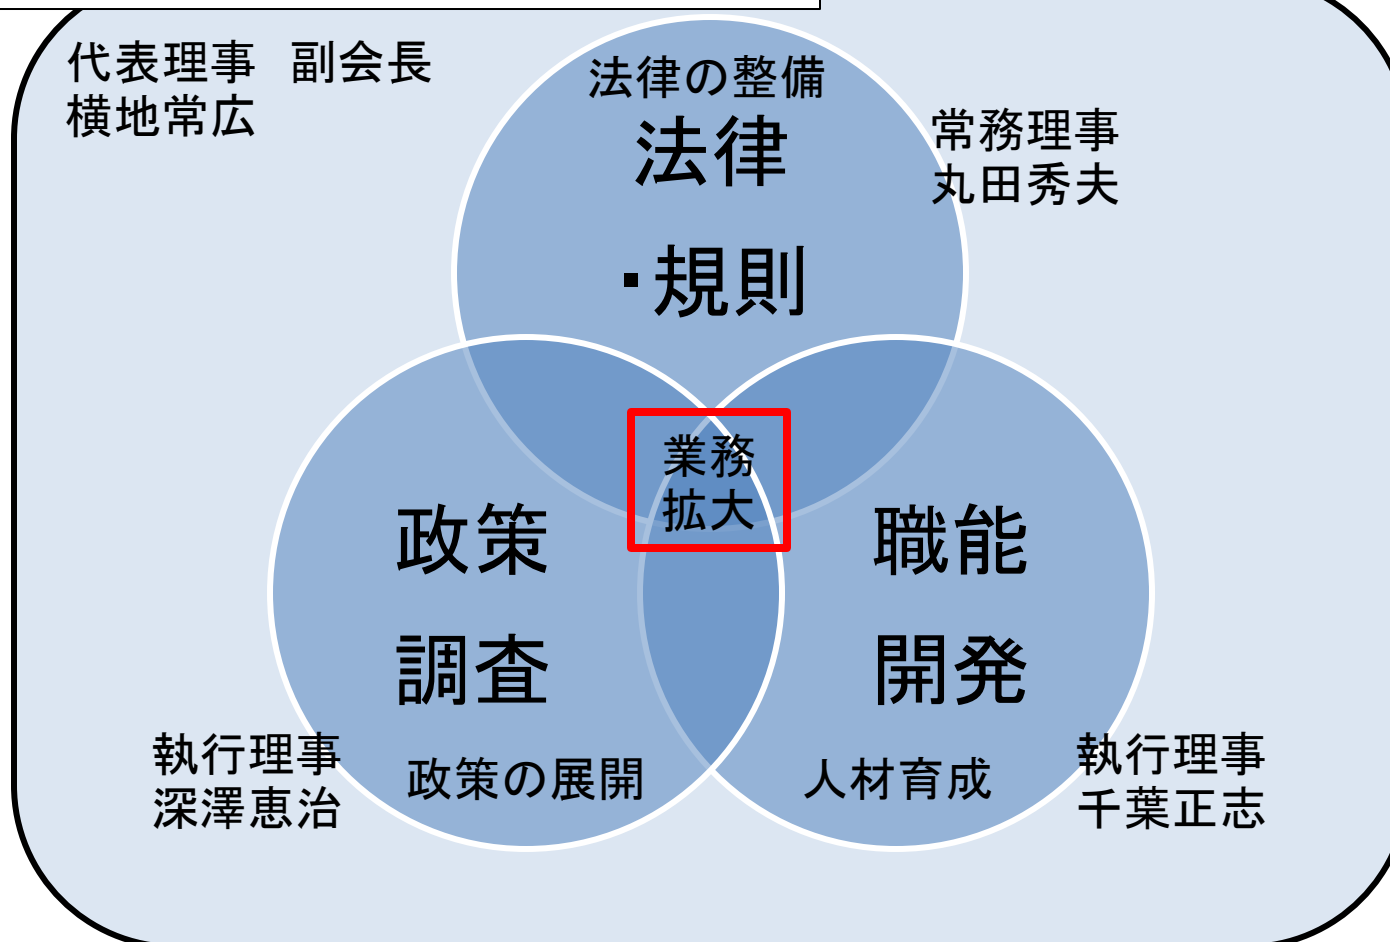 代表理事　副会長
横地常広
法律の整備
法律
・規則
常務理事
丸田秀夫
業務
拡大
政策
調査
政策の展開
職能
開発
人材育成
執行理事
深澤恵治
執行理事
千葉正志